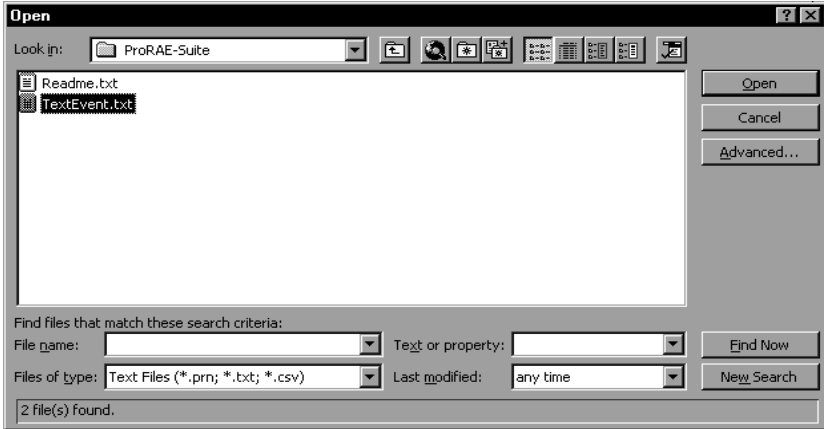 Open
Look in: ProRAE-Suite
Readme.txt
TextEvent.txt
Open
Cancel
Advanced...
Find files that match these search criteria:
File name: Text or property: Find Now
Files of type: Text Files (*.prn; *.txt; *.csv) Last modified: any time New Search
2 file(s) found.